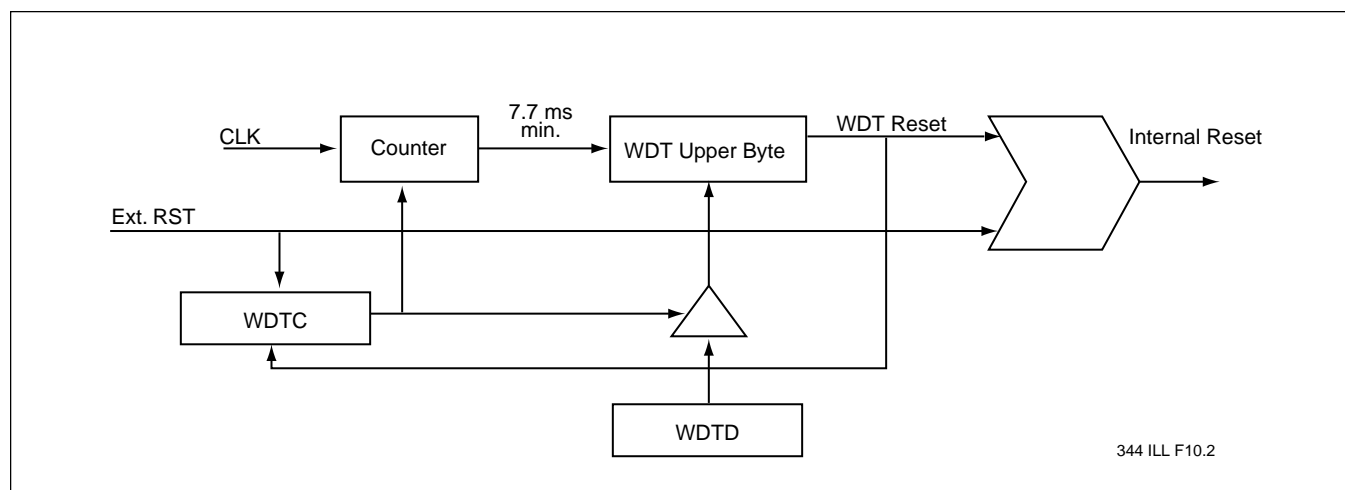 7.7 ms
min.
CLK
Counter
WDT Upper Byte
WDT Reset
Internal Reset
Ext. RST
WDTC
WDTD
344 ILL F10.2